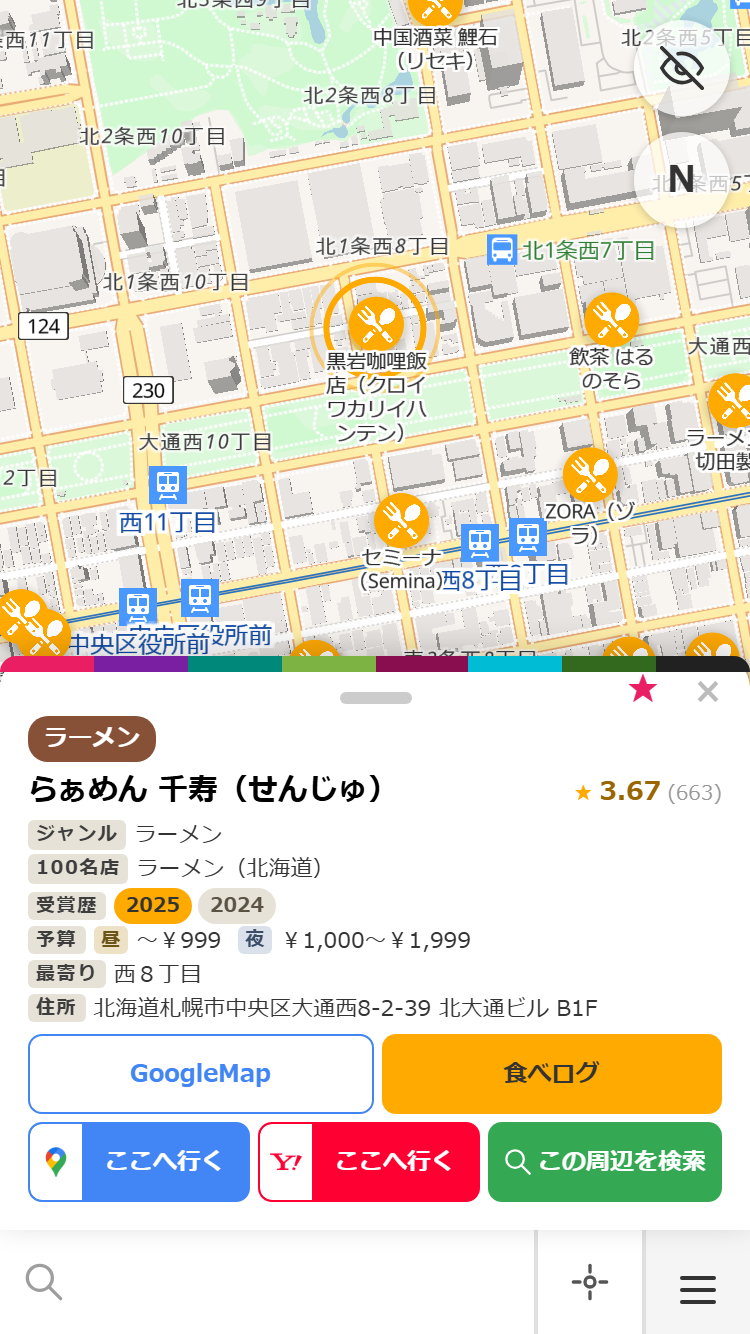 北3条西9丁目
中国酒菜 鯉石
（リセキ）
西11丁目
北2条西5丁目
北2条西8丁目
北2条西10丁目
N
北1条西8丁目
北1条西7丁目
北1条西10丁目
124
黒岩咖哩飯
店（クロイ
ワカリイハ
ンテン）
飲茶 はる
のそら
大通西
230
大通西10丁目
ラーメン
切田製
2丁目
西11丁目
ZORA（ゾ
ラ）
セミーナ
（Semina)
西8丁目
中央区役所前
ラーメン
らぁめん 千寿（せんじゅ）
★ 3.67 (663)
ジャンル ラーメン
100名店 ラーメン（北海道）
受賞歴 2025 2024
予算 昼 ～￥999 夜 ￥1,000～￥1,999
最寄り 西８丁目
住所 北海道札幌市中央区大通西8-2-39 北大通ビル B1F
GoogleMap 食べログ
ここへ行く Y! ここへ行く この周辺を検索